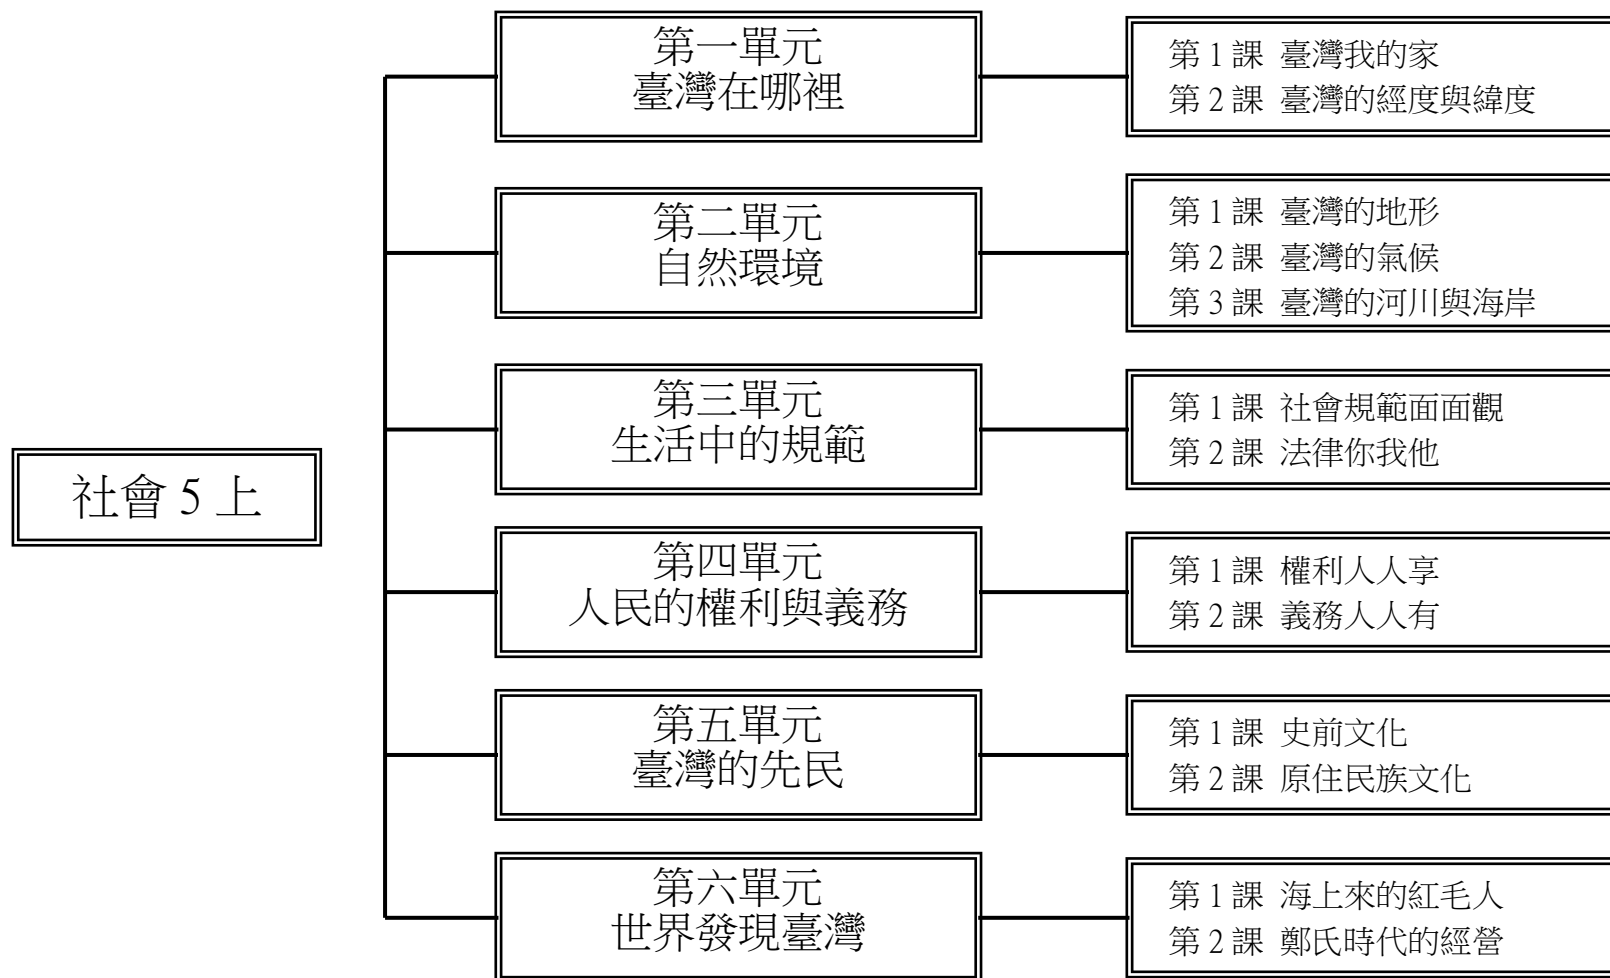 社會 5 上
第一單元
臺灣在哪裡
第 1 課 臺灣我的家
第 2 課 臺灣的經度與緯度
第二單元
自然環境
第 1 課 臺灣的地形
第 2 課 臺灣的氣候
第 3 課 臺灣的河川與海岸
第三單元
生活中的規範
第 1 課 社會規範面面觀
第 2 課 法律你我他
第四單元
人民的權利與義務
第 1 課 權利人人享
第 2 課 義務人人有
第五單元
臺灣的先民
第 1 課 史前文化
第 2 課 原住民族文化
第六單元
世界發現臺灣
第 1 課 海上來的紅毛人
第 2 課 鄭氏時代的經營